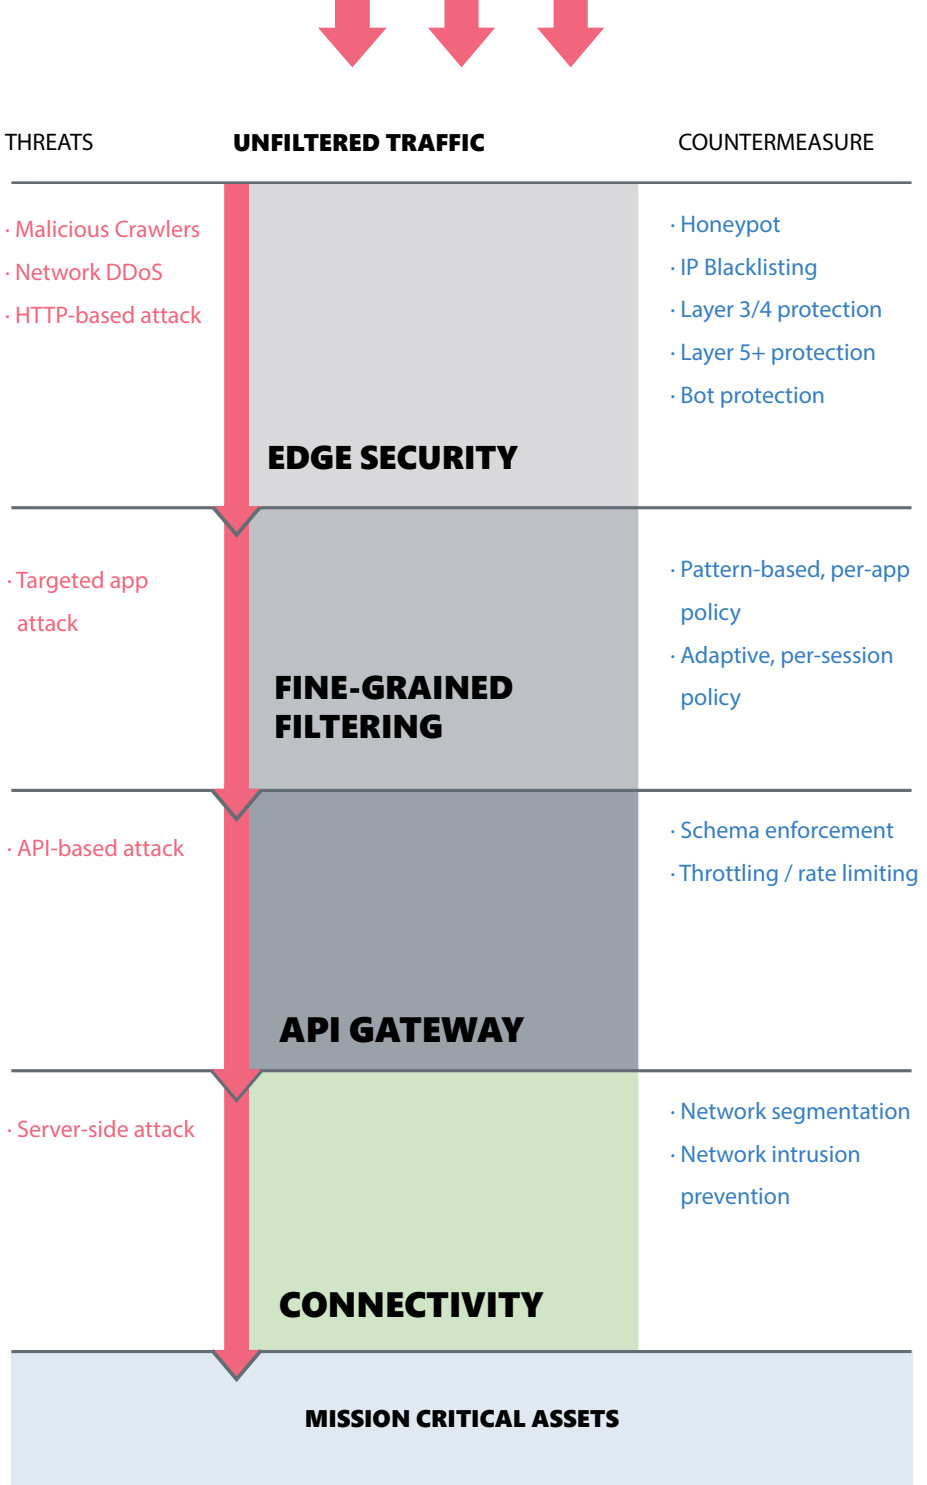 THREATS
UNFILTERED TRAFFIC
COUNTERMEASURE
· Malicious Crawlers
· Network DDoS
· HTTP-based attack
· Honeypot
· IP Blacklisting
· Layer 3/4 protection
· Layer 5+ protection
· Bot protection
EDGE SECURITY
· Targeted app
attack
· Pattern-based, per-app
policy
· Adaptive, per-session
policy
FINE-GRAINED
FILTERING
· API-based attack
· Schema enforcement
· Throttling / rate limiting
API GATEWAY
· Server-side attack
· Network segmentation
· Network intrusion
prevention
CONNECTIVITY
MISSION CRITICAL ASSETS